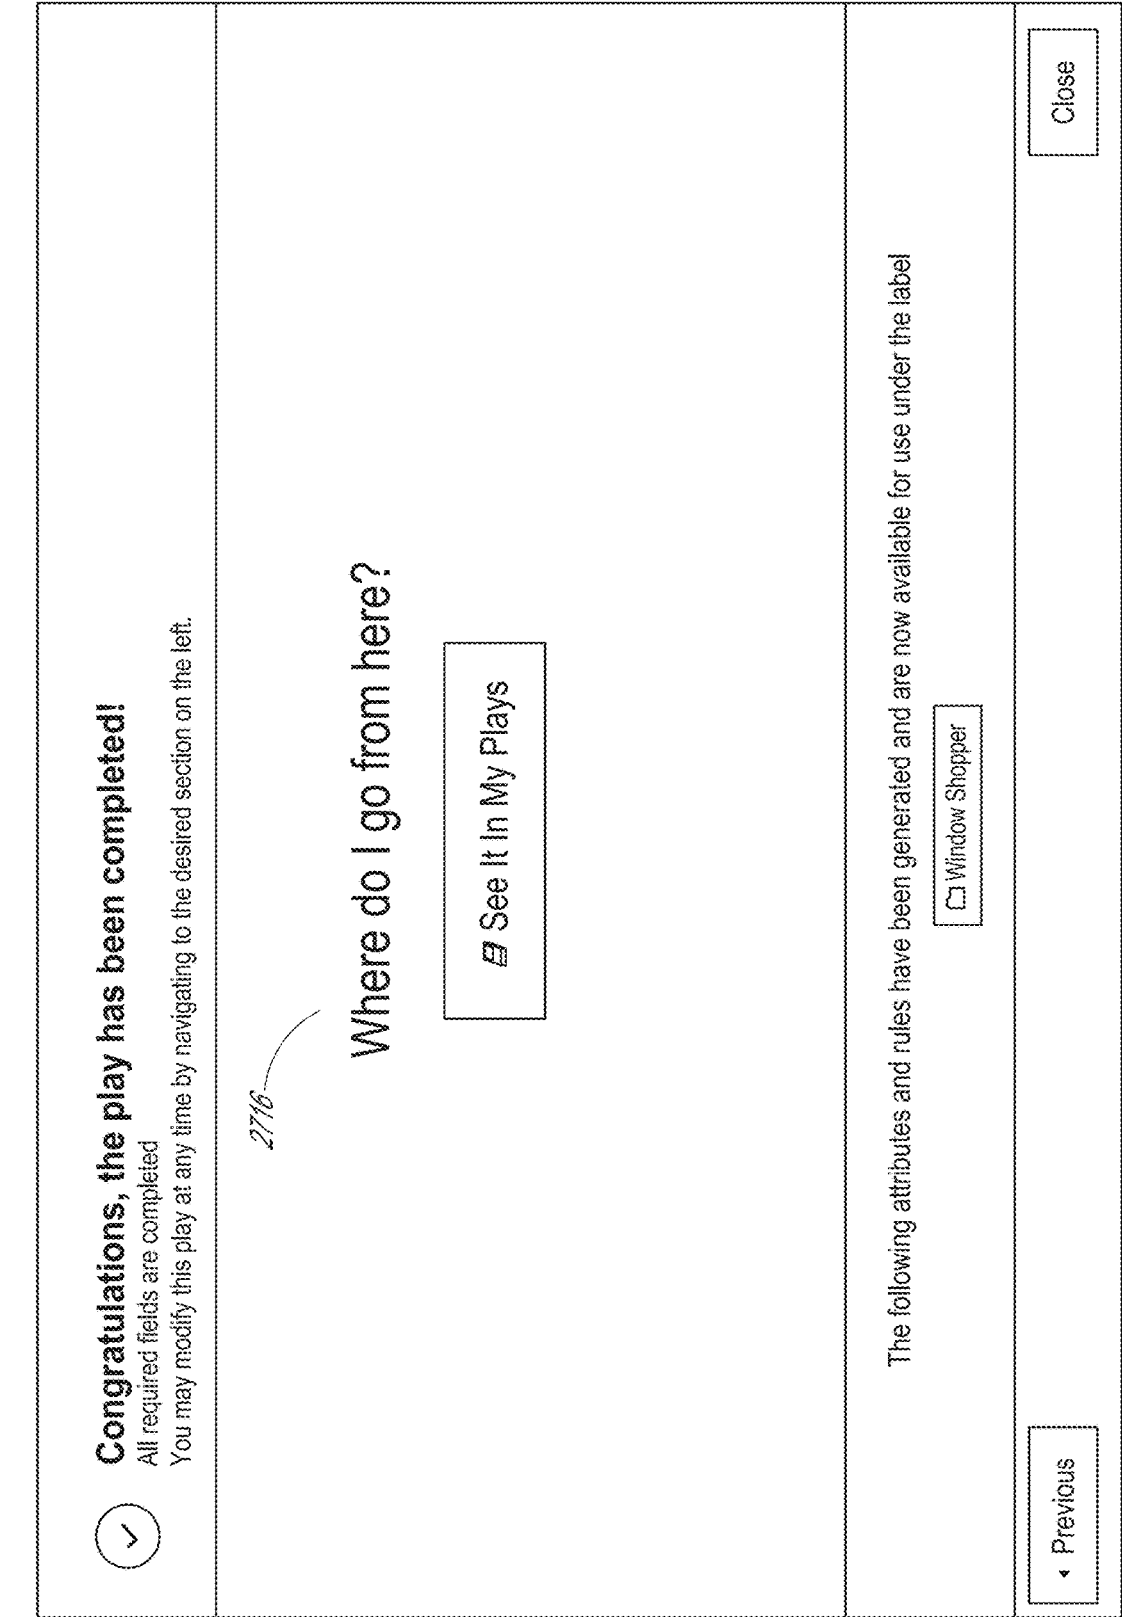 Congratulations, the play has been completed!
All required fields are completed
You may modify this play at any time by navigating to the desired section on the left.
2716
Where do I go from here?
See It In My Plays
The following attributes and rules have been generated and are now available for use under the label
Window Shopper
Previous
Close